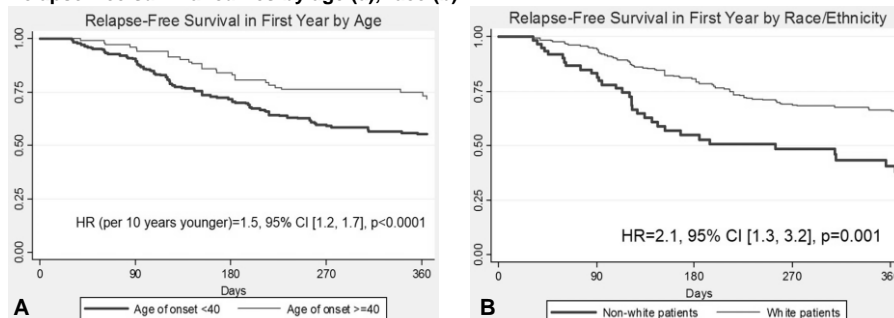 Relapse-Free Survival in First Year by Age
1.00
0.75
0.50
0.25
0.00
HR (per 10 years younger)=1.5, 95% CI [1.2, 1.7], p<0.0001
0 90 180 270 360
Days
A
Age of onset <40 Age of onset >=40
Relapse-Free Survival in First Year by Race/Ethnicity
1.00
0.75
0.50
0.25
0.00
HR=2.1, 95% CI [1.3, 3.2], p=0.001
0 90 180 270 36
Days
B
Non-white patients White patients